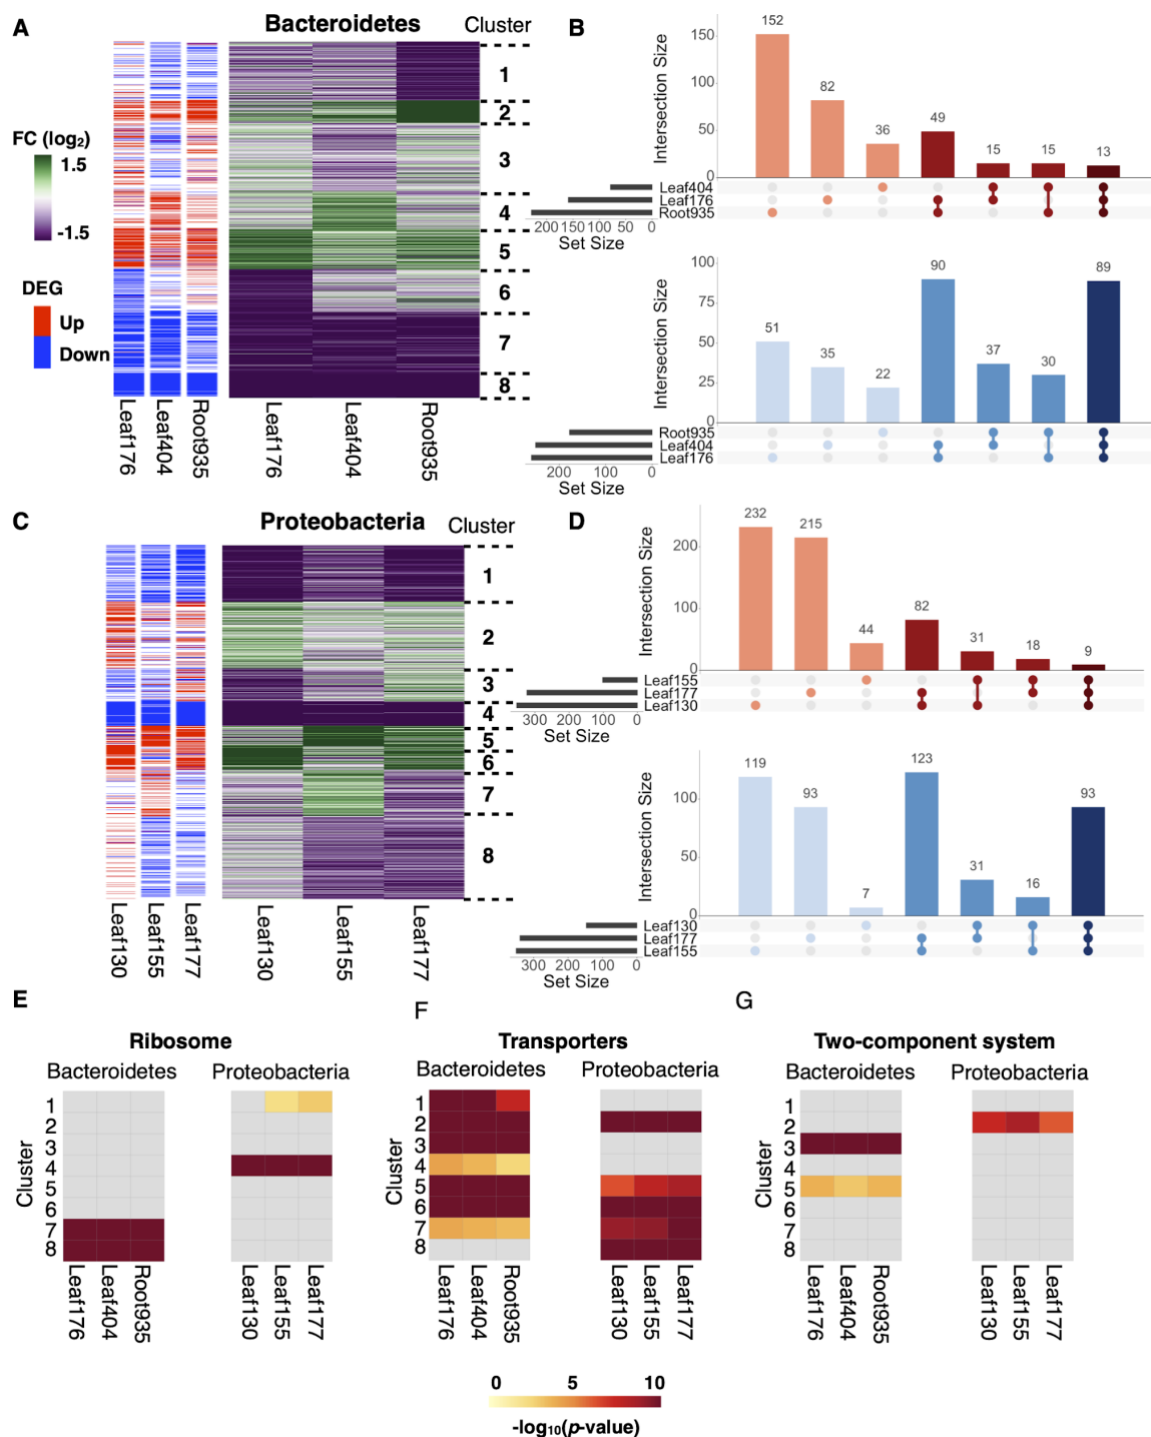 A
Bacteroidetes
Cluster
FC (log2)
1.5
-1.5
DEG
Up
Down
1
2
3
4
5
6
7
8
Leaf176
Leaf404
Root935
Leaf176
Leaf404
Root935
B
Intersection Size
150
100
50
0
152
82
36
49
15
15
13
Leaf404
Leaf176
Root935
200 150 100 50 0
Set Size
Intersection Size
100
75
50
25
0
51
35
22
90
37
30
89
Root935
Leaf404
Leaf176
200 100 0
Set Size
C
Proteobacteria
Cluster
1
2
3
4
5
6
7
8
Leaf130
Leaf155
Leaf177
Leaf130
Leaf155
Leaf177
D
Intersection Size
200
100
0
232
215
44
82
31
18
9
Leaf155
Leaf177
Leaf130
300 200 100 0
Set Size
Intersection Size
100
50
0
119
93
7
123
31
16
93
Leaf130
Leaf177
Leaf155
300 200 100 0
Set Size
E
Ribosome
Bacteroidetes
Proteobacteria
Cluster
1
2
3
4
5
6
7
8
Leaf176
Leaf404
Root935
Leaf130
Leaf155
Leaf177
F
Transporters
Bacteroidetes
Proteobacteria
Cluster
1
2
3
4
5
6
7
8
Leaf176
Leaf404
Root935
Leaf130
Leaf155
Leaf177
G
Two-component system
Bacteroidetes
Proteobacteria
Cluster
1
2
3
4
5
6
7
8
Leaf176
Leaf404
Root935
Leaf130
Leaf155
Leaf177
0 5 10
-log10(p-value)